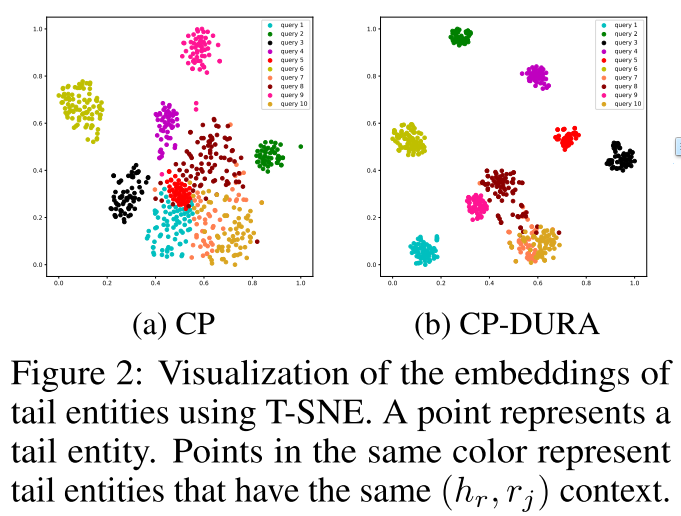 1.0
0.8
0.6
0.4
0.2
0.0
0.0 0.2 0.4 0.6 0.8 1.0
query 1
query 2
query 3
query 4
query 5
query 6
query 7
query 8
query 9
query 10
(a) CP
1.0
0.8
0.6
0.4
0.2
0.0
0.0 0.2 0.4 0.6 0.8 1.0
query 1
query 2
query 3
query 4
query 5
query 6
query 7
query 8
query 9
query 10
(b) CP-DURA
Figure 2: Visualization of the embeddings of
tail entities using T-SNE. A point represents a
tail entity. Points in the same color represent
tail entities that have the same (h_r, r_j) context.